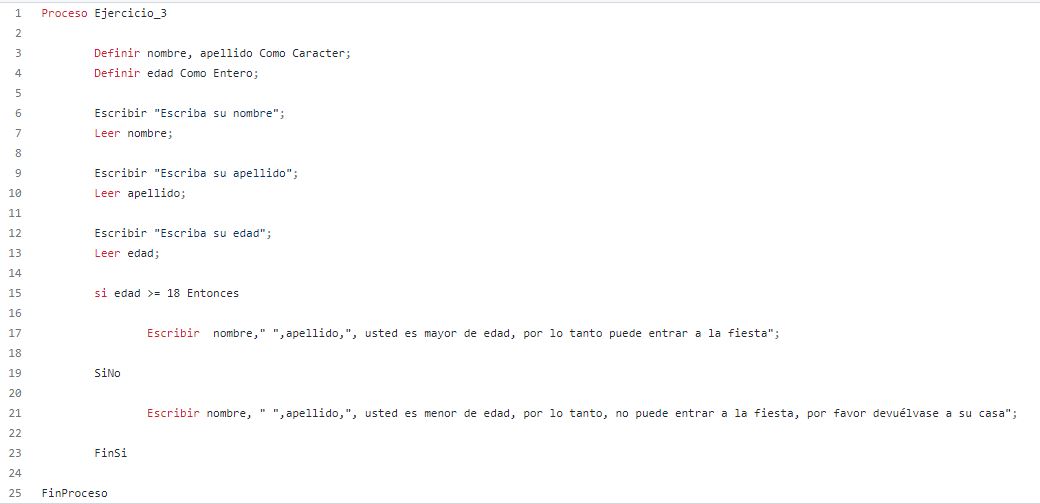 1 Proceso Ejercicio_3
2
3 Definir nombre, apellido Como Caracter;
4 Definir edad Como Entero;
5
6 Escribir "Escriba su nombre";
7 Leer nombre;
8
9 Escribir "Escriba su apellido";
10 Leer apellido;
11
12 Escribir "Escriba su edad";
13 Leer edad;
14
15 si edad >= 18 Entonces
16
17 Escribir  nombre," ",apellido,", usted es mayor de edad, por lo tanto puede entrar a la fiesta";
18
19 SiNo
20
21 Escribir nombre, " ",apellido,", usted es menor de edad, por lo tanto, no puede entrar a la fiesta, por favor devuélvase a su casa";
22
23 FinSi
24
25 FinProceso